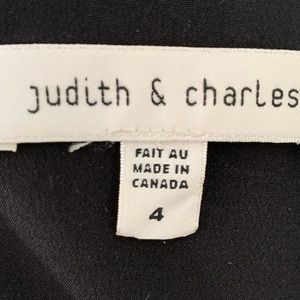 judith & charles
FAIT AU
MADE IN
CANADA
4